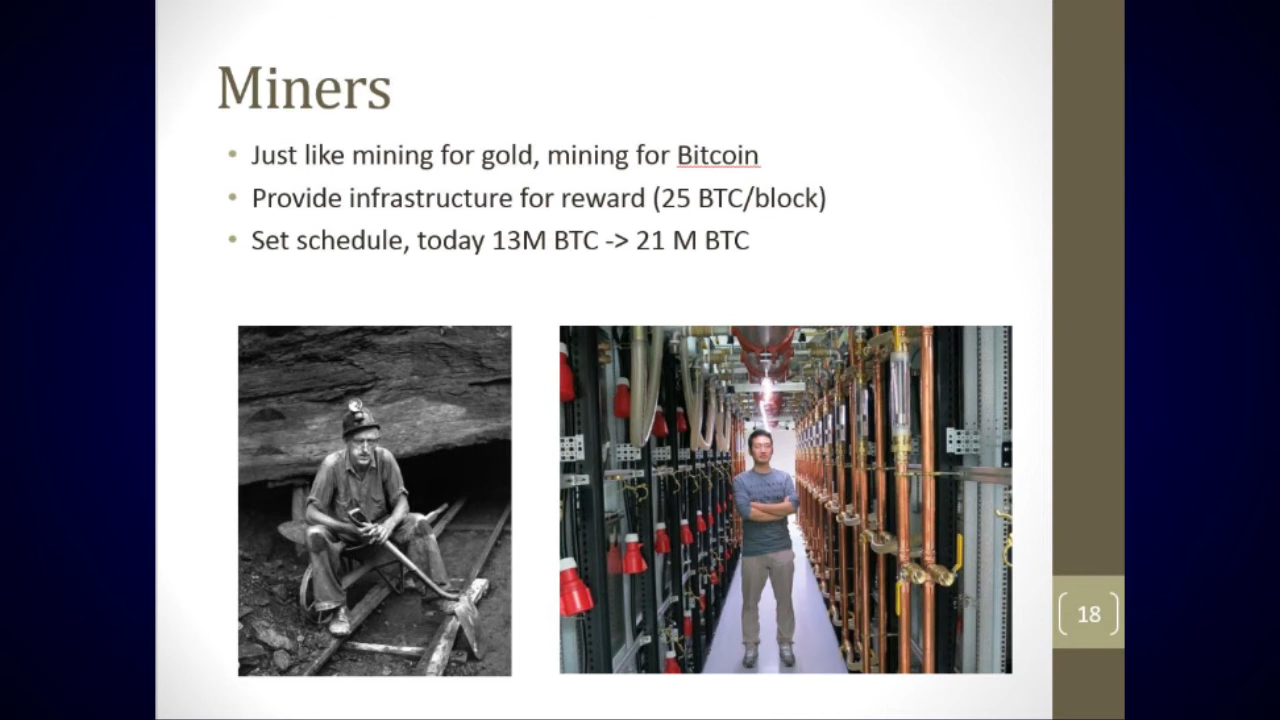 Miners
• Just like mining for gold, mining for Bitcoin
• Provide infrastructure for reward (25 BTC/block)
• Set schedule, today 13M BTC -> 21 M BTC
18